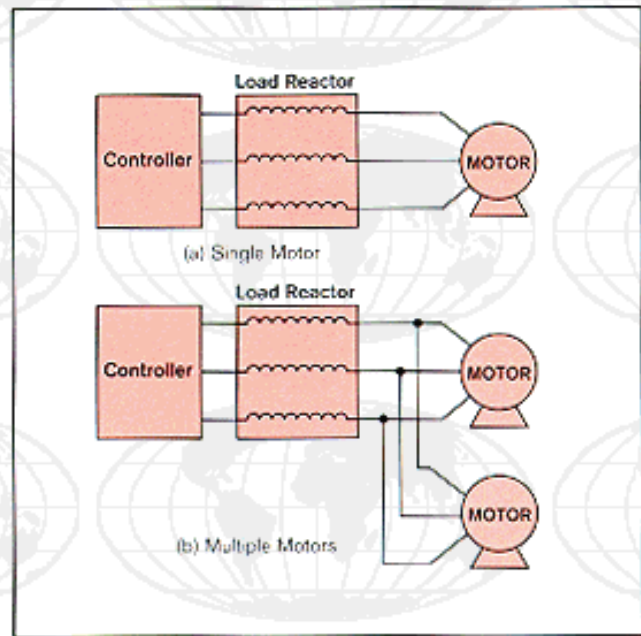 Load Reactor
Controller
MOTOR
(a) Single Motor
Load Reactor
Controller
MOTOR
MOTOR
(b) Multiple Motors